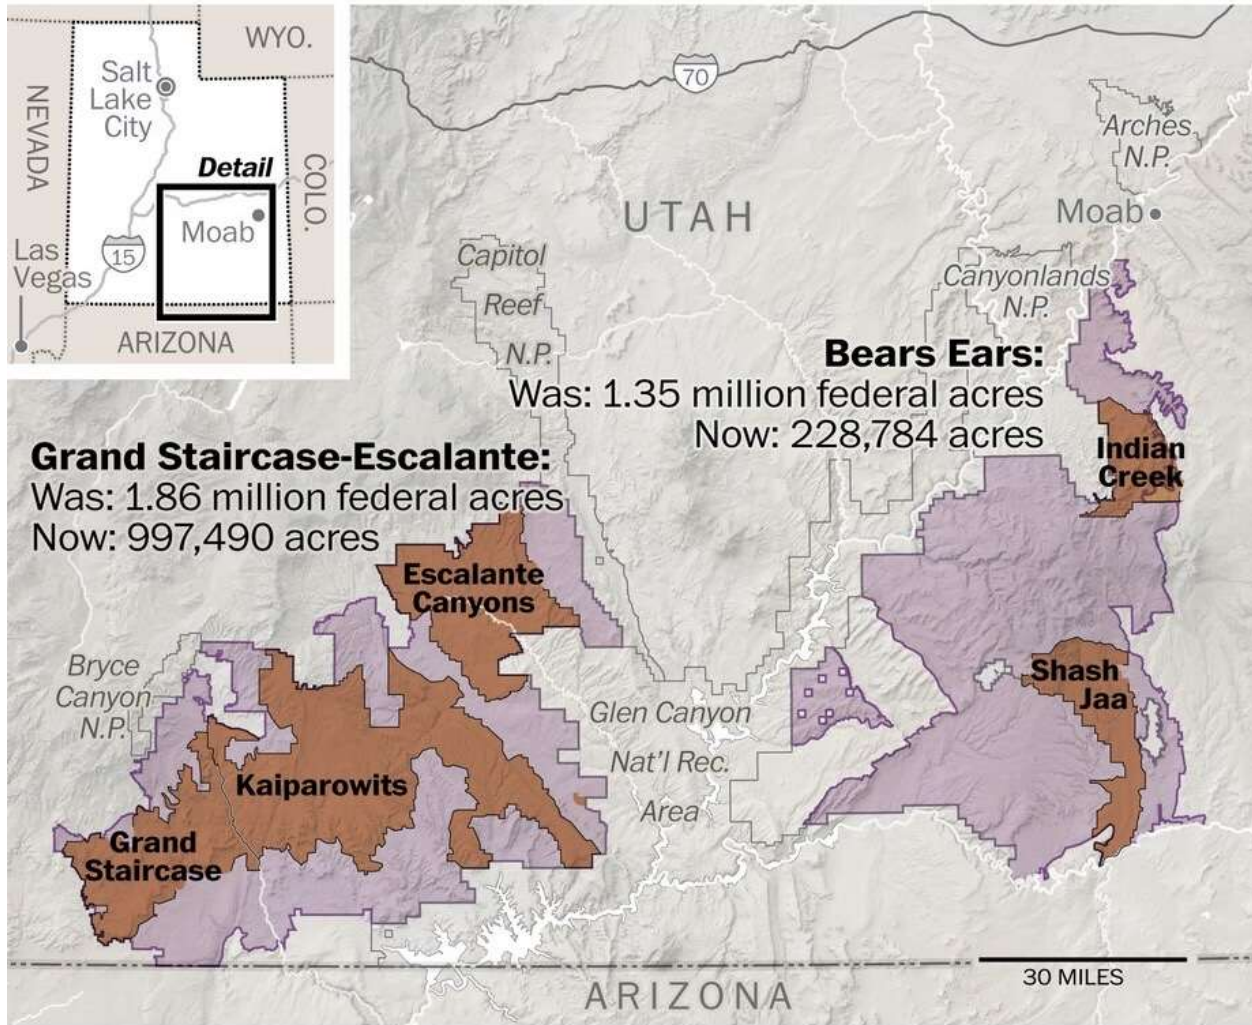 WYO.
Salt
Lake
City
NEVADA
Detail
COLO.
Moab
15
Las
Vegas
ARIZONA
70
Arches
N.P.
UTAH
Moab
Capitol
Reef
N.P.
Canyonlands
N.P.
Bears Ears:
Was: 1.35 million federal acres
Now: 228,784 acres
Grand Staircase-Escalante:
Was: 1.86 million federal acres
Now: 997,490 acres
Indian
Creek
Escalante
Canyons
Bryce
Canyon
N.P.
Shash
Jaa
Glen Canyon
Nat'l Rec.
Area
Kaiparowits
Grand
Staircase
30 MILES
ARIZONA